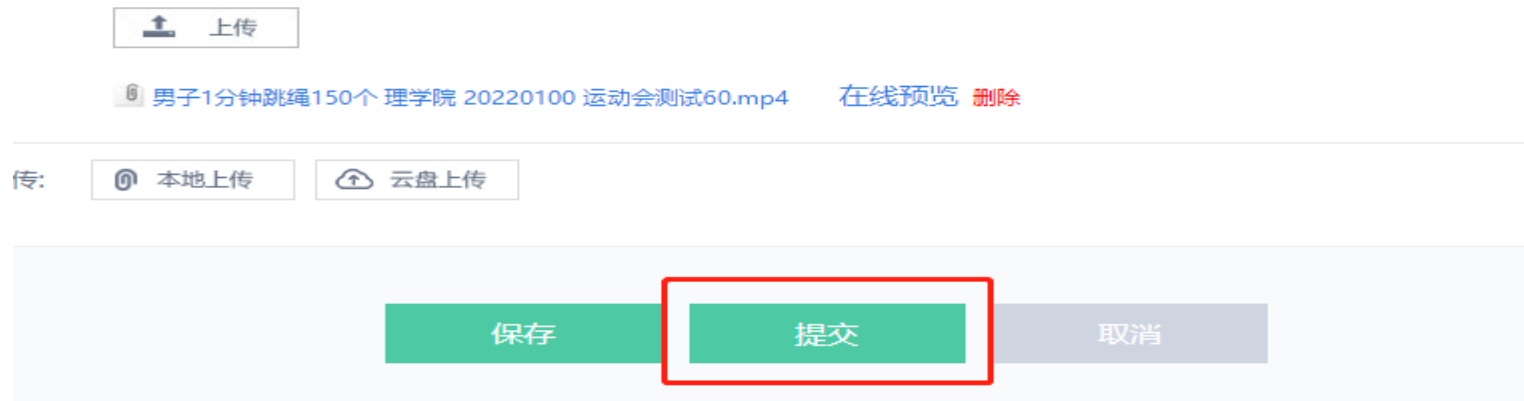 上传
男子1分钟跳绳150个 理学院 20220100 运动会测试60.mp4 在线预览 删除
传: 本地上传 云盘上传
保存 提交 取消